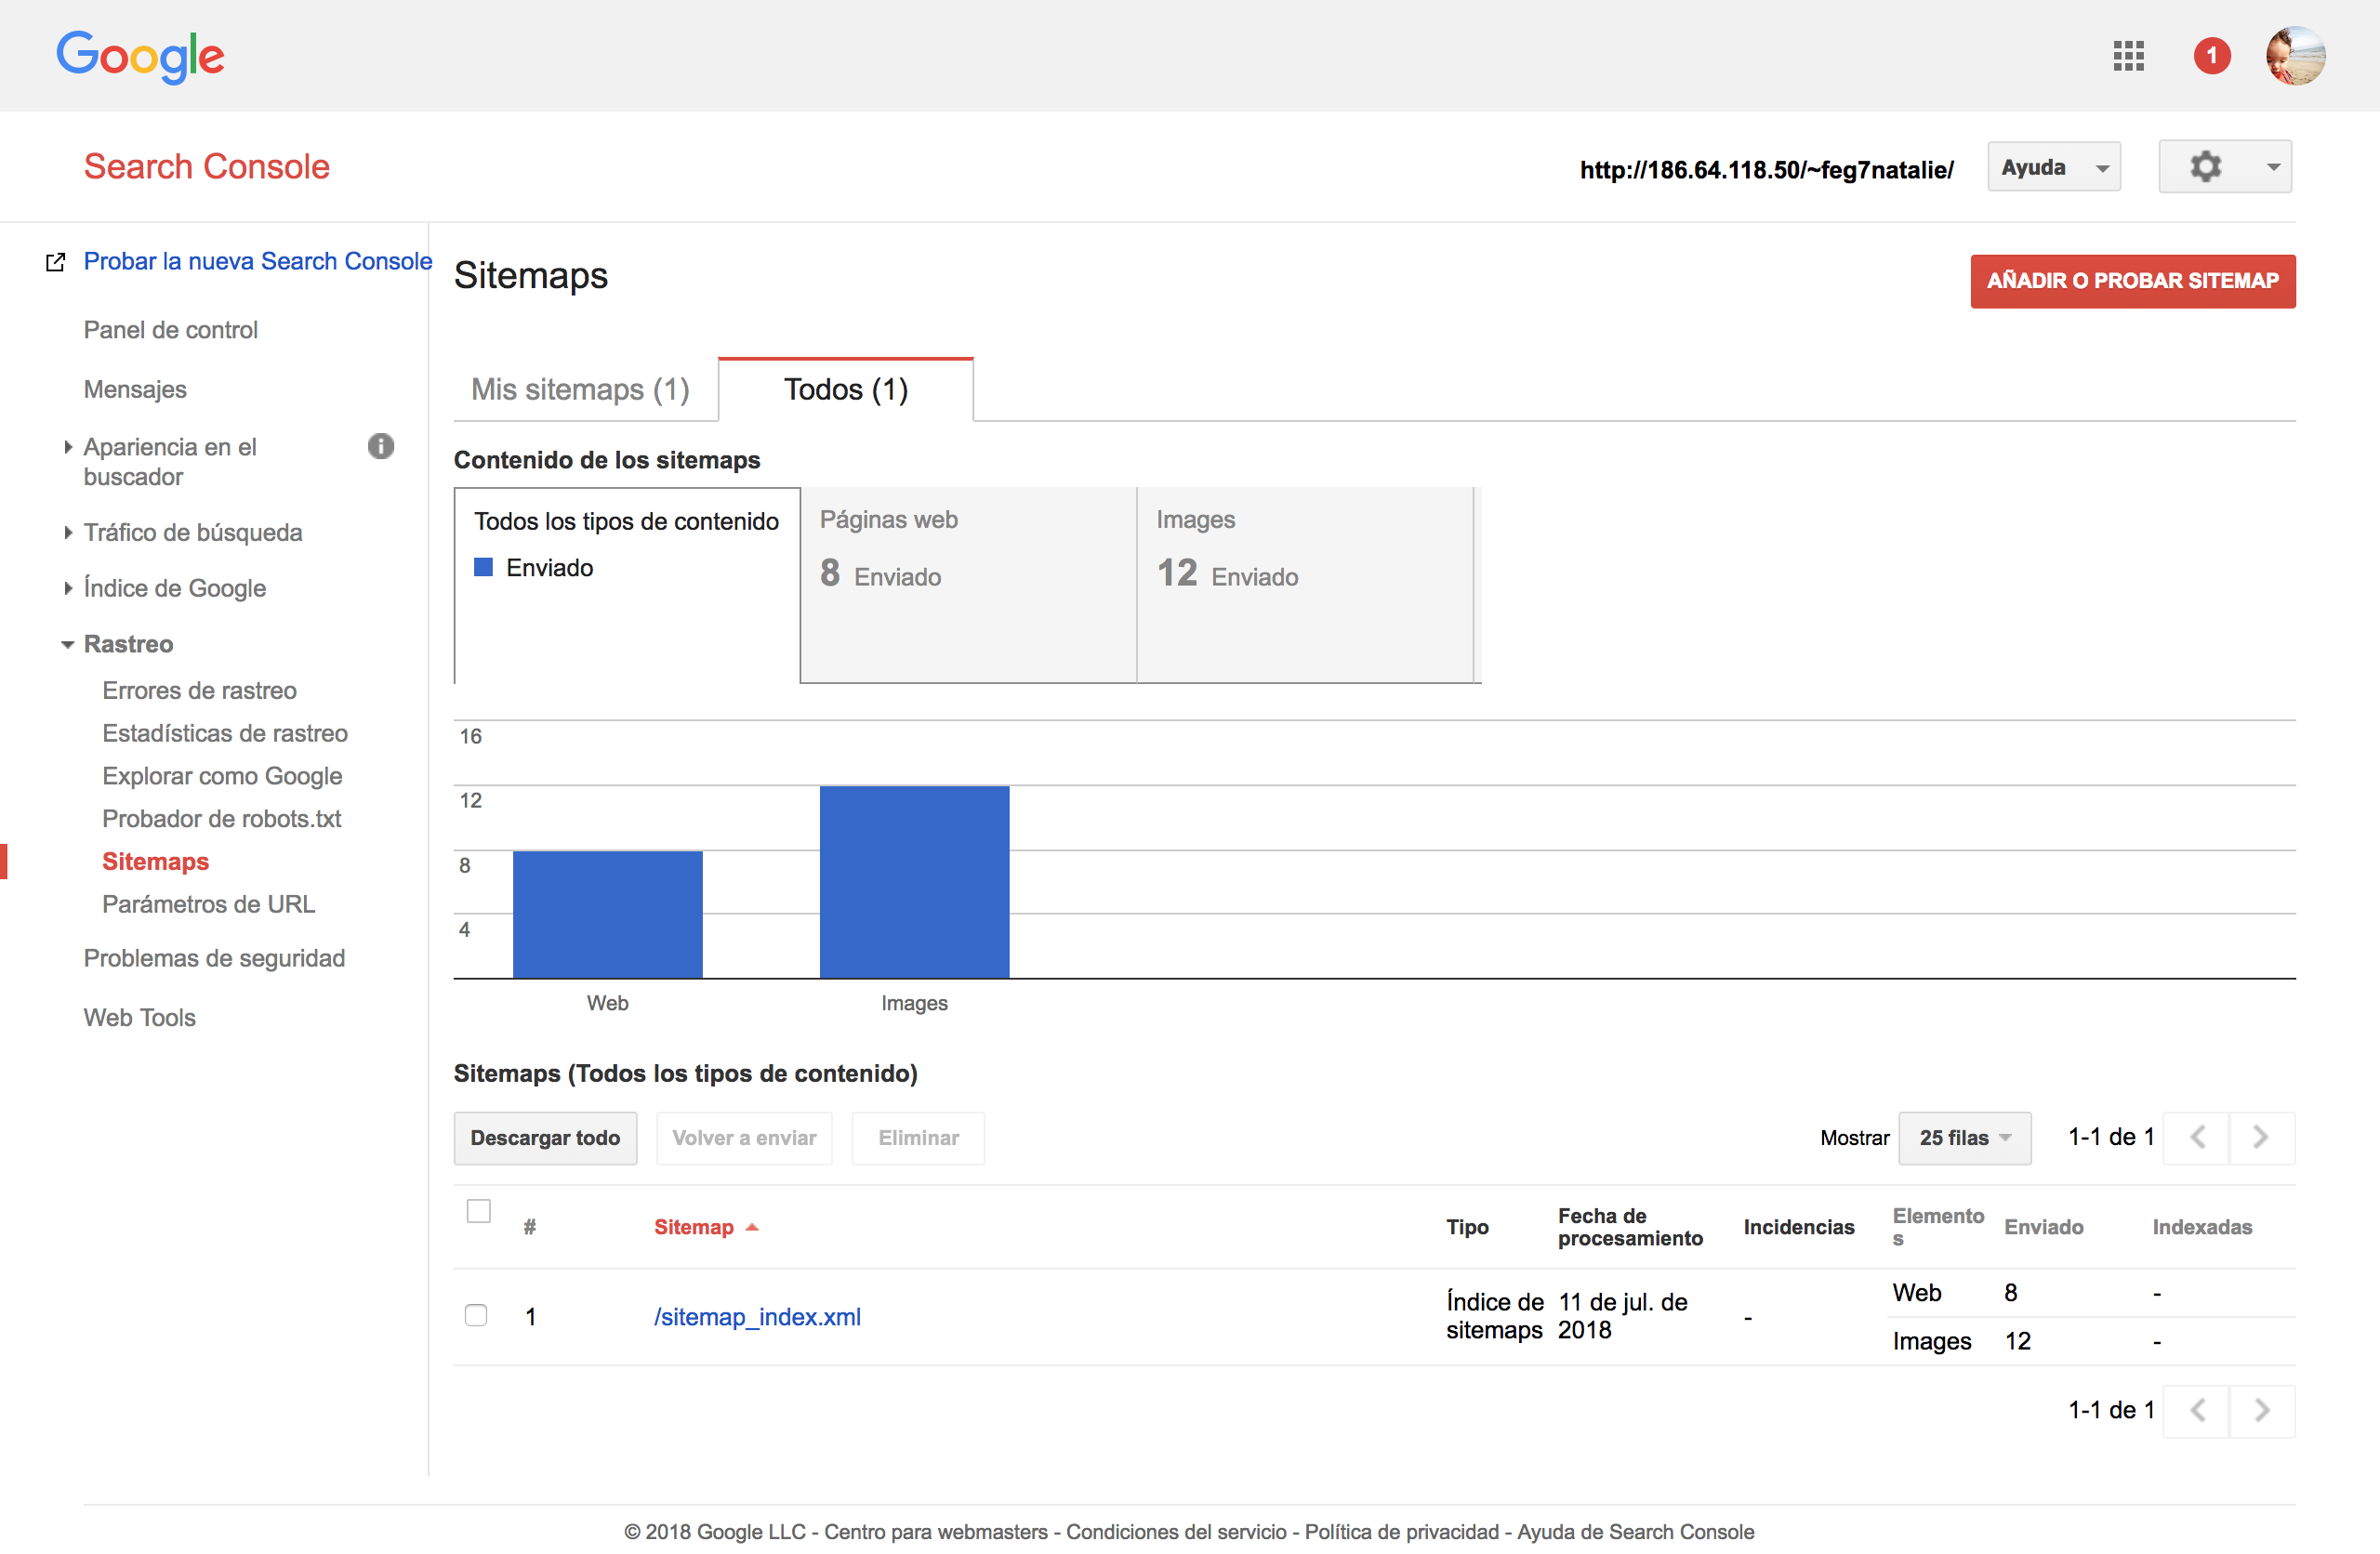 Google
1
Search Console
http://186.64.118.50/~feg7natalie/
Ayuda
Probar la nueva Search Console
Panel de control
Mensajes
Apariencia en el
buscador
Tráfico de búsqueda
Índice de Google
Rastreo
Errores de rastreo
Estadísticas de rastreo
Explorar como Google
Probador de robots.txt
Sitemaps
Parámetros de URL
Problemas de seguridad
Web Tools
Sitemaps
AÑADIR O PROBAR SITEMAP
Mis sitemaps (1)
Todos (1)
Contenido de los sitemaps
Todos los tipos de contenido
Enviado
Páginas web
8 Enviado
Images
12 Enviado
16
12
8
4
Web
Images
Sitemaps (Todos los tipos de contenido)
Descargar todo
Volver a enviar
Eliminar
Mostrar
25 filas
1-1 de 1
#
Sitemap
Tipo
Fecha de
procesamiento
Incidencias
Elemento
s
Enviado
Indexadas
1
/sitemap_index.xml
Índice de
sitemaps
11 de jul. de
2018
-
Web 8 -
Images 12 -
1-1 de 1
© 2018 Google LLC - Centro para webmasters - Condiciones del servicio - Política de privacidad - Ayuda de Search Console